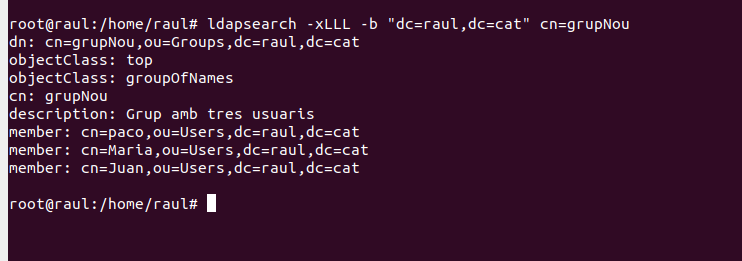 root@raul:/home/raul# ldapsearch -xLLL -b "dc=raul,dc=cat" cn=grupNou
dn: cn=grupNou,ou=Groups,dc=raul,dc=cat
objectClass: top
objectClass: groupOfNames
cn: grupNou
description: Grup amb tres usuaris
member: cn=paco,ou=Users,dc=raul,dc=cat
member: cn=Maria,ou=Users,dc=raul,dc=cat
member: cn=Juan,ou=Users,dc=raul,dc=cat
root@raul:/home/raul#